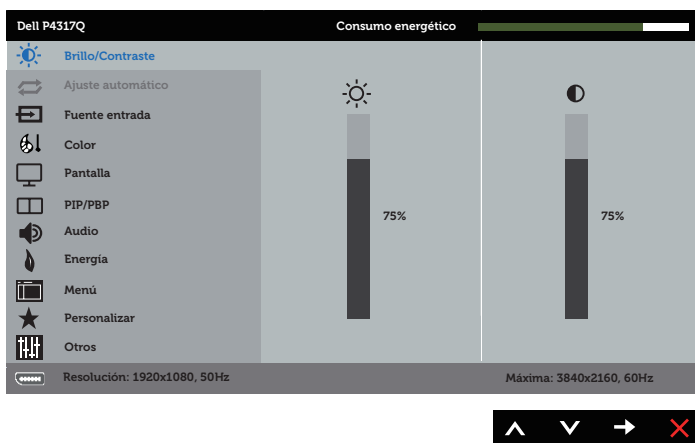 Dell P4317Q
Consumo energético
Brillo/Contraste
Ajuste automático
Fuente entrada
Color
Pantalla
PIP/PBP
Audio
Energía
Menú
Personalizar
Otros
75%
75%
Resolución: 1920x1080, 50Hz
Máxima: 3840x2160, 60Hz